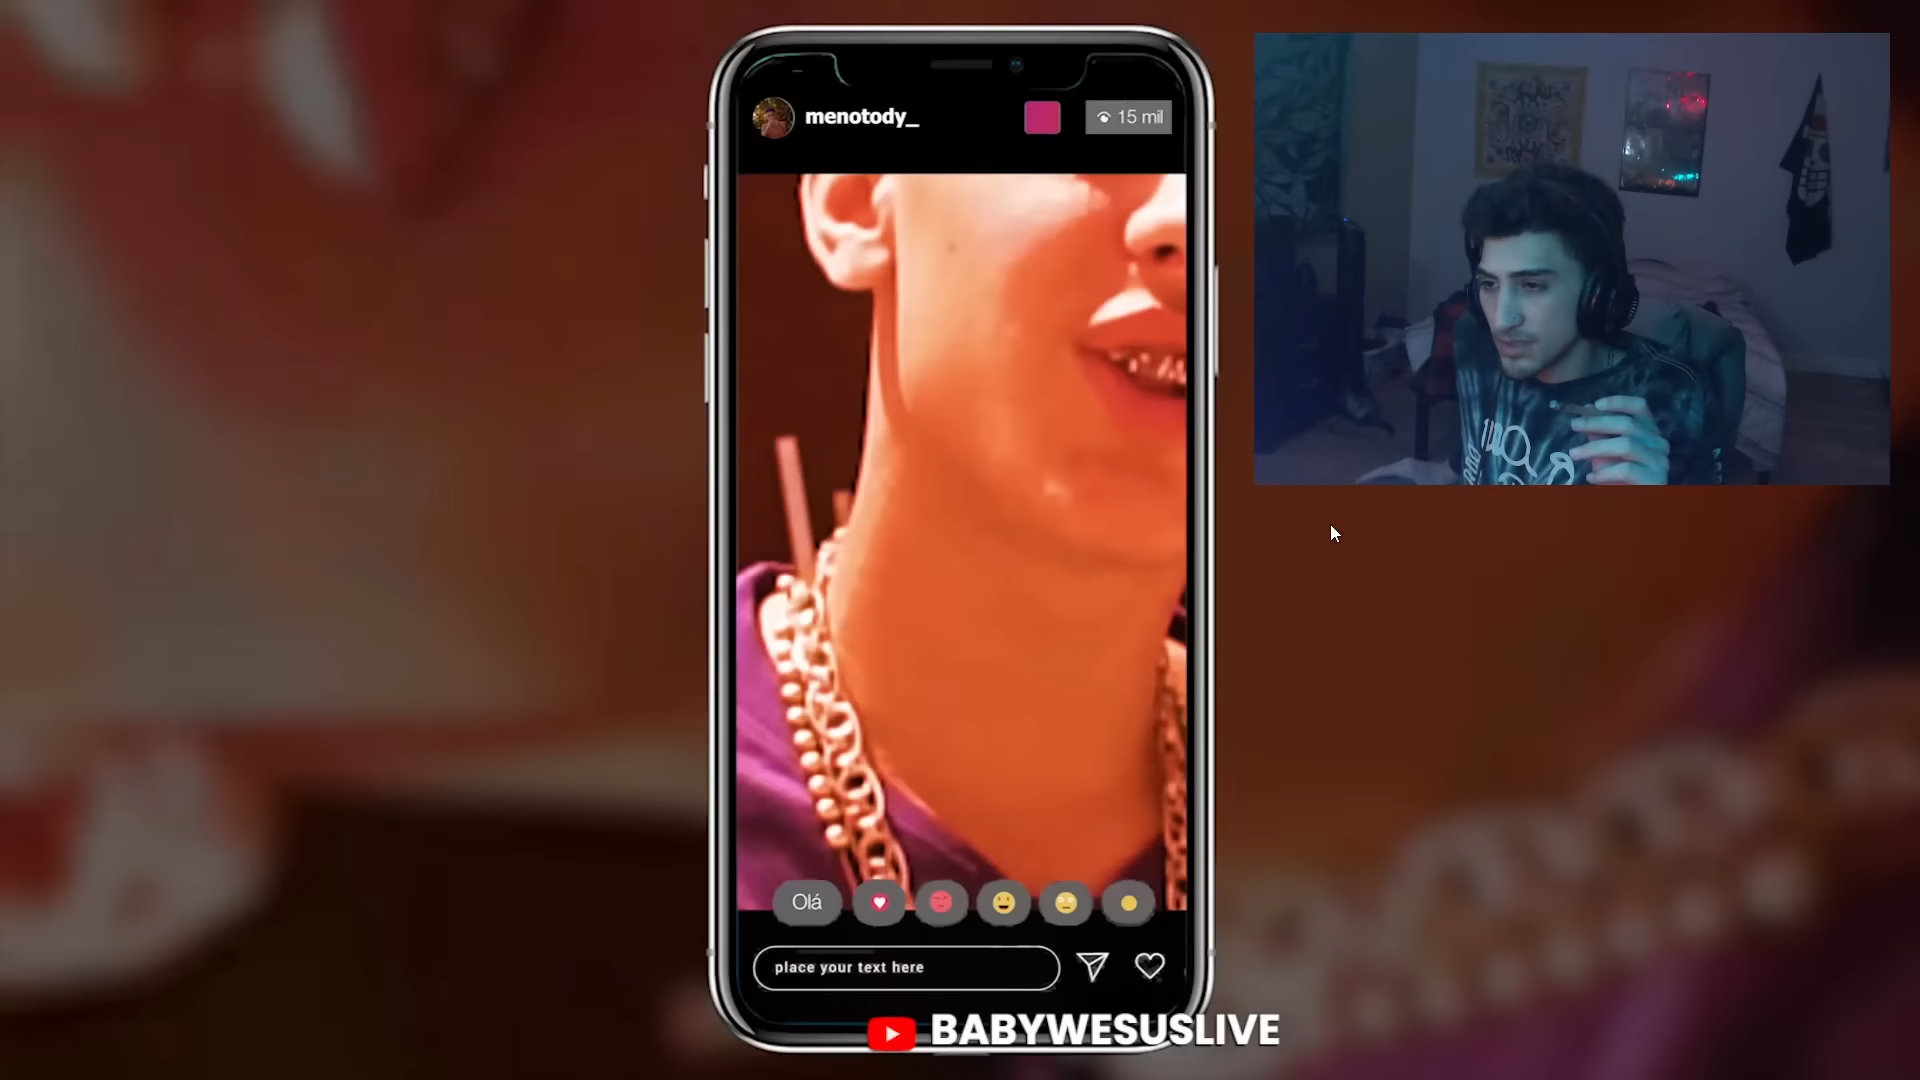 menotody_
15 mil
Olá
place your text here
BABYWESUSLIVE